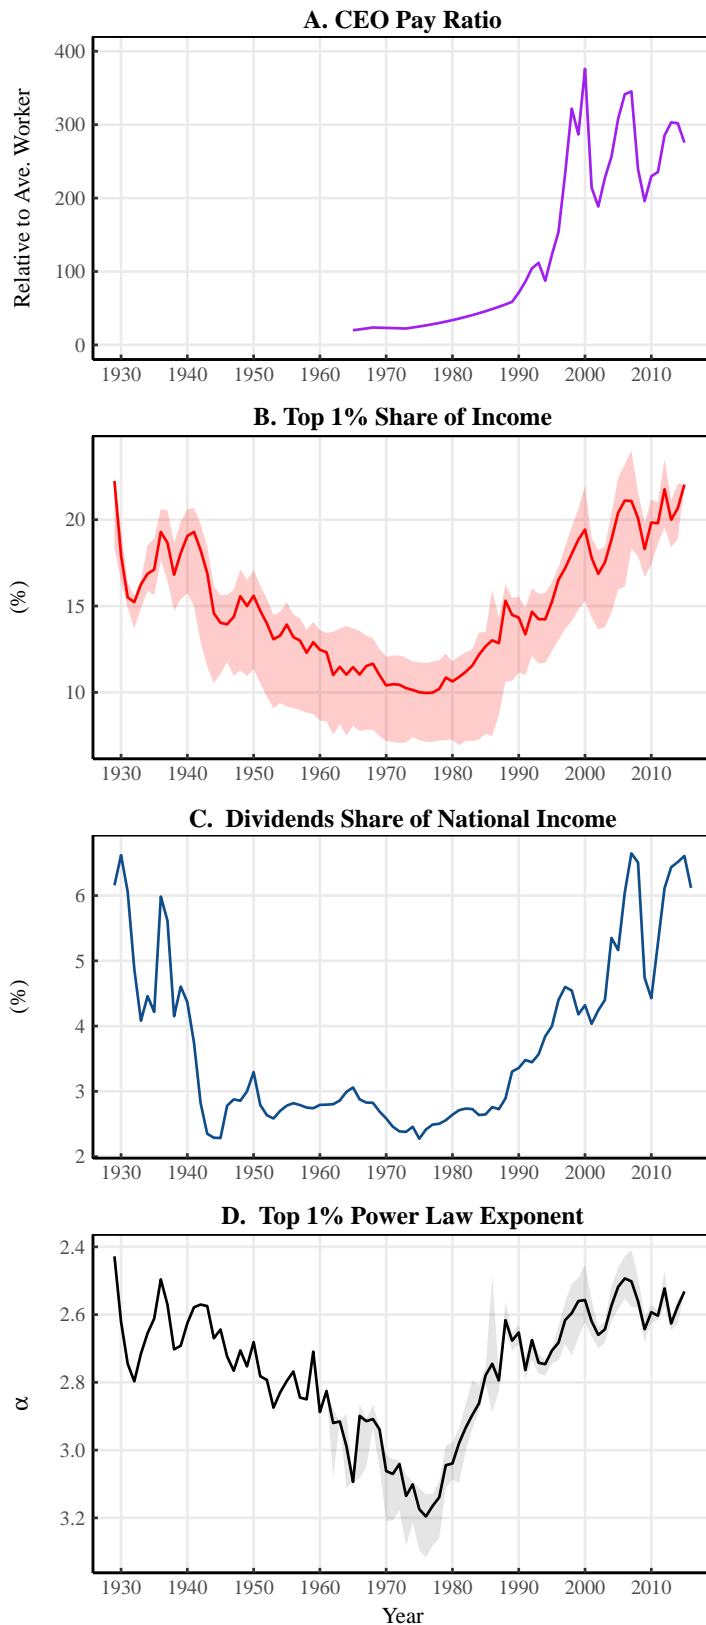 A. CEO Pay Ratio
Relative to Ave. Worker
400
300
200
100
0
1930 1940 1950 1960 1970 1980 1990 2000 2010
B. Top 1% Share of Income
(%)
20
15
10
1930 1940 1950 1960 1970 1980 1990 2000 2010
C. Dividends Share of National Income
(%)
6
5
4
3
2
1930 1940 1950 1960 1970 1980 1990 2000 2010
D. Top 1% Power Law Exponent
α
2.4
2.6
2.8
3.0
3.2
1930 1940 1950 1960 1970 1980 1990 2000 2010
Year